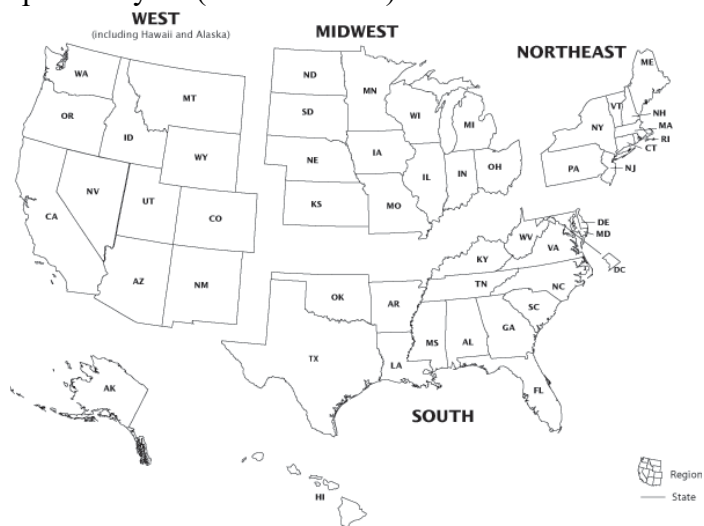 WEST
(including Hawaii and Alaska)
MIDWEST
NORTHEAST
WA
OR
ID
MT
WY
NV
CA
UT
CO
AZ
NM
AK
HI
ND
SD
NE
KS
MN
IA
MO
WI
IL
MI
IN
OH
ME
VT
NH
MA
RI
CT
NY
PA
NJ
DE
MD
DC
WV
VA
KY
TN
NC
SC
GA
FL
AL
MS
LA
AR
OK
TX
SOUTH
Region
State